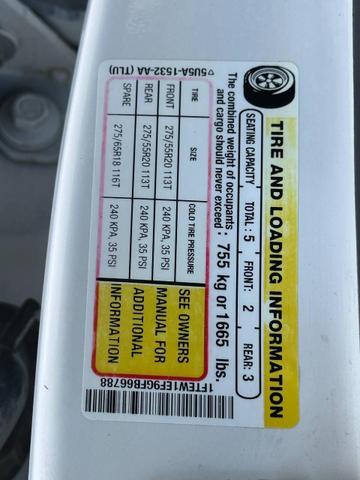 TIRE AND LOADING INFORMATION
SEATING CAPACITY TOTAL: 5 FRONT: 2 REAR: 3
The combined weight of occupants
and cargo should never exceed: 755 kg or 1665 lbs.
TIRE SIZE COLD TIRE PRESSURE
FRONT 275/55R20 113T 240 KPA, 35 PSI
REAR 275/55R20 113T 240 KPA, 35 PSI
SPARE 275/65R18 116T 240 KPA, 35 PSI
SEE OWNERS
MANUAL FOR
ADDITIONAL
INFORMATION
5U5A-1532-AA (TLU)
1FTEW1EF9GFB66788